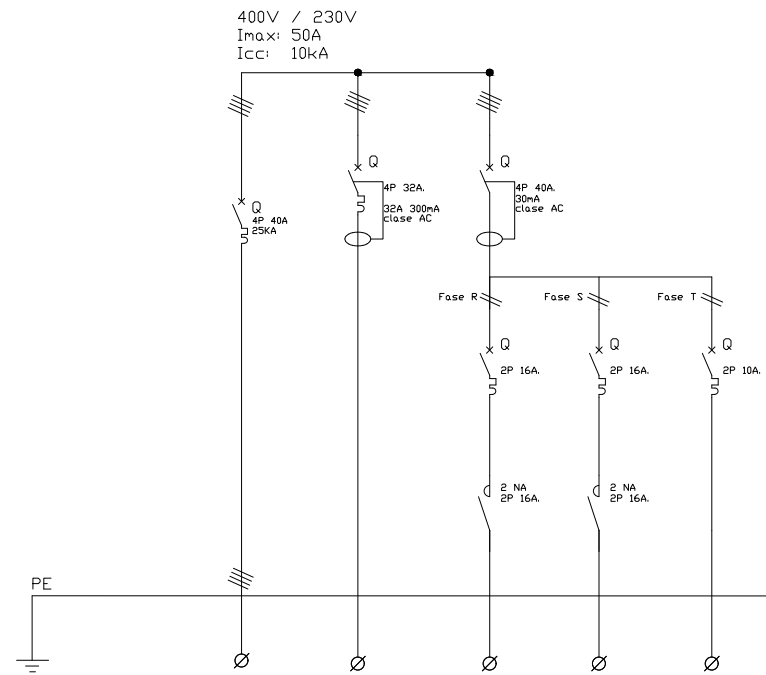 400V / 230V
Imax: 50A
Icc: 10kA
Q
4P 40A
25KA
Q
4P 32A.
32A 300mA
clase AC
Q
4P 40A.
30mA
clase AC
Fase R
Fase S
Fase T
Q
2P 16A.
Q
2P 16A.
Q
2P 10A.
2 NA
2P 16A.
2 NA
2P 16A.
PE